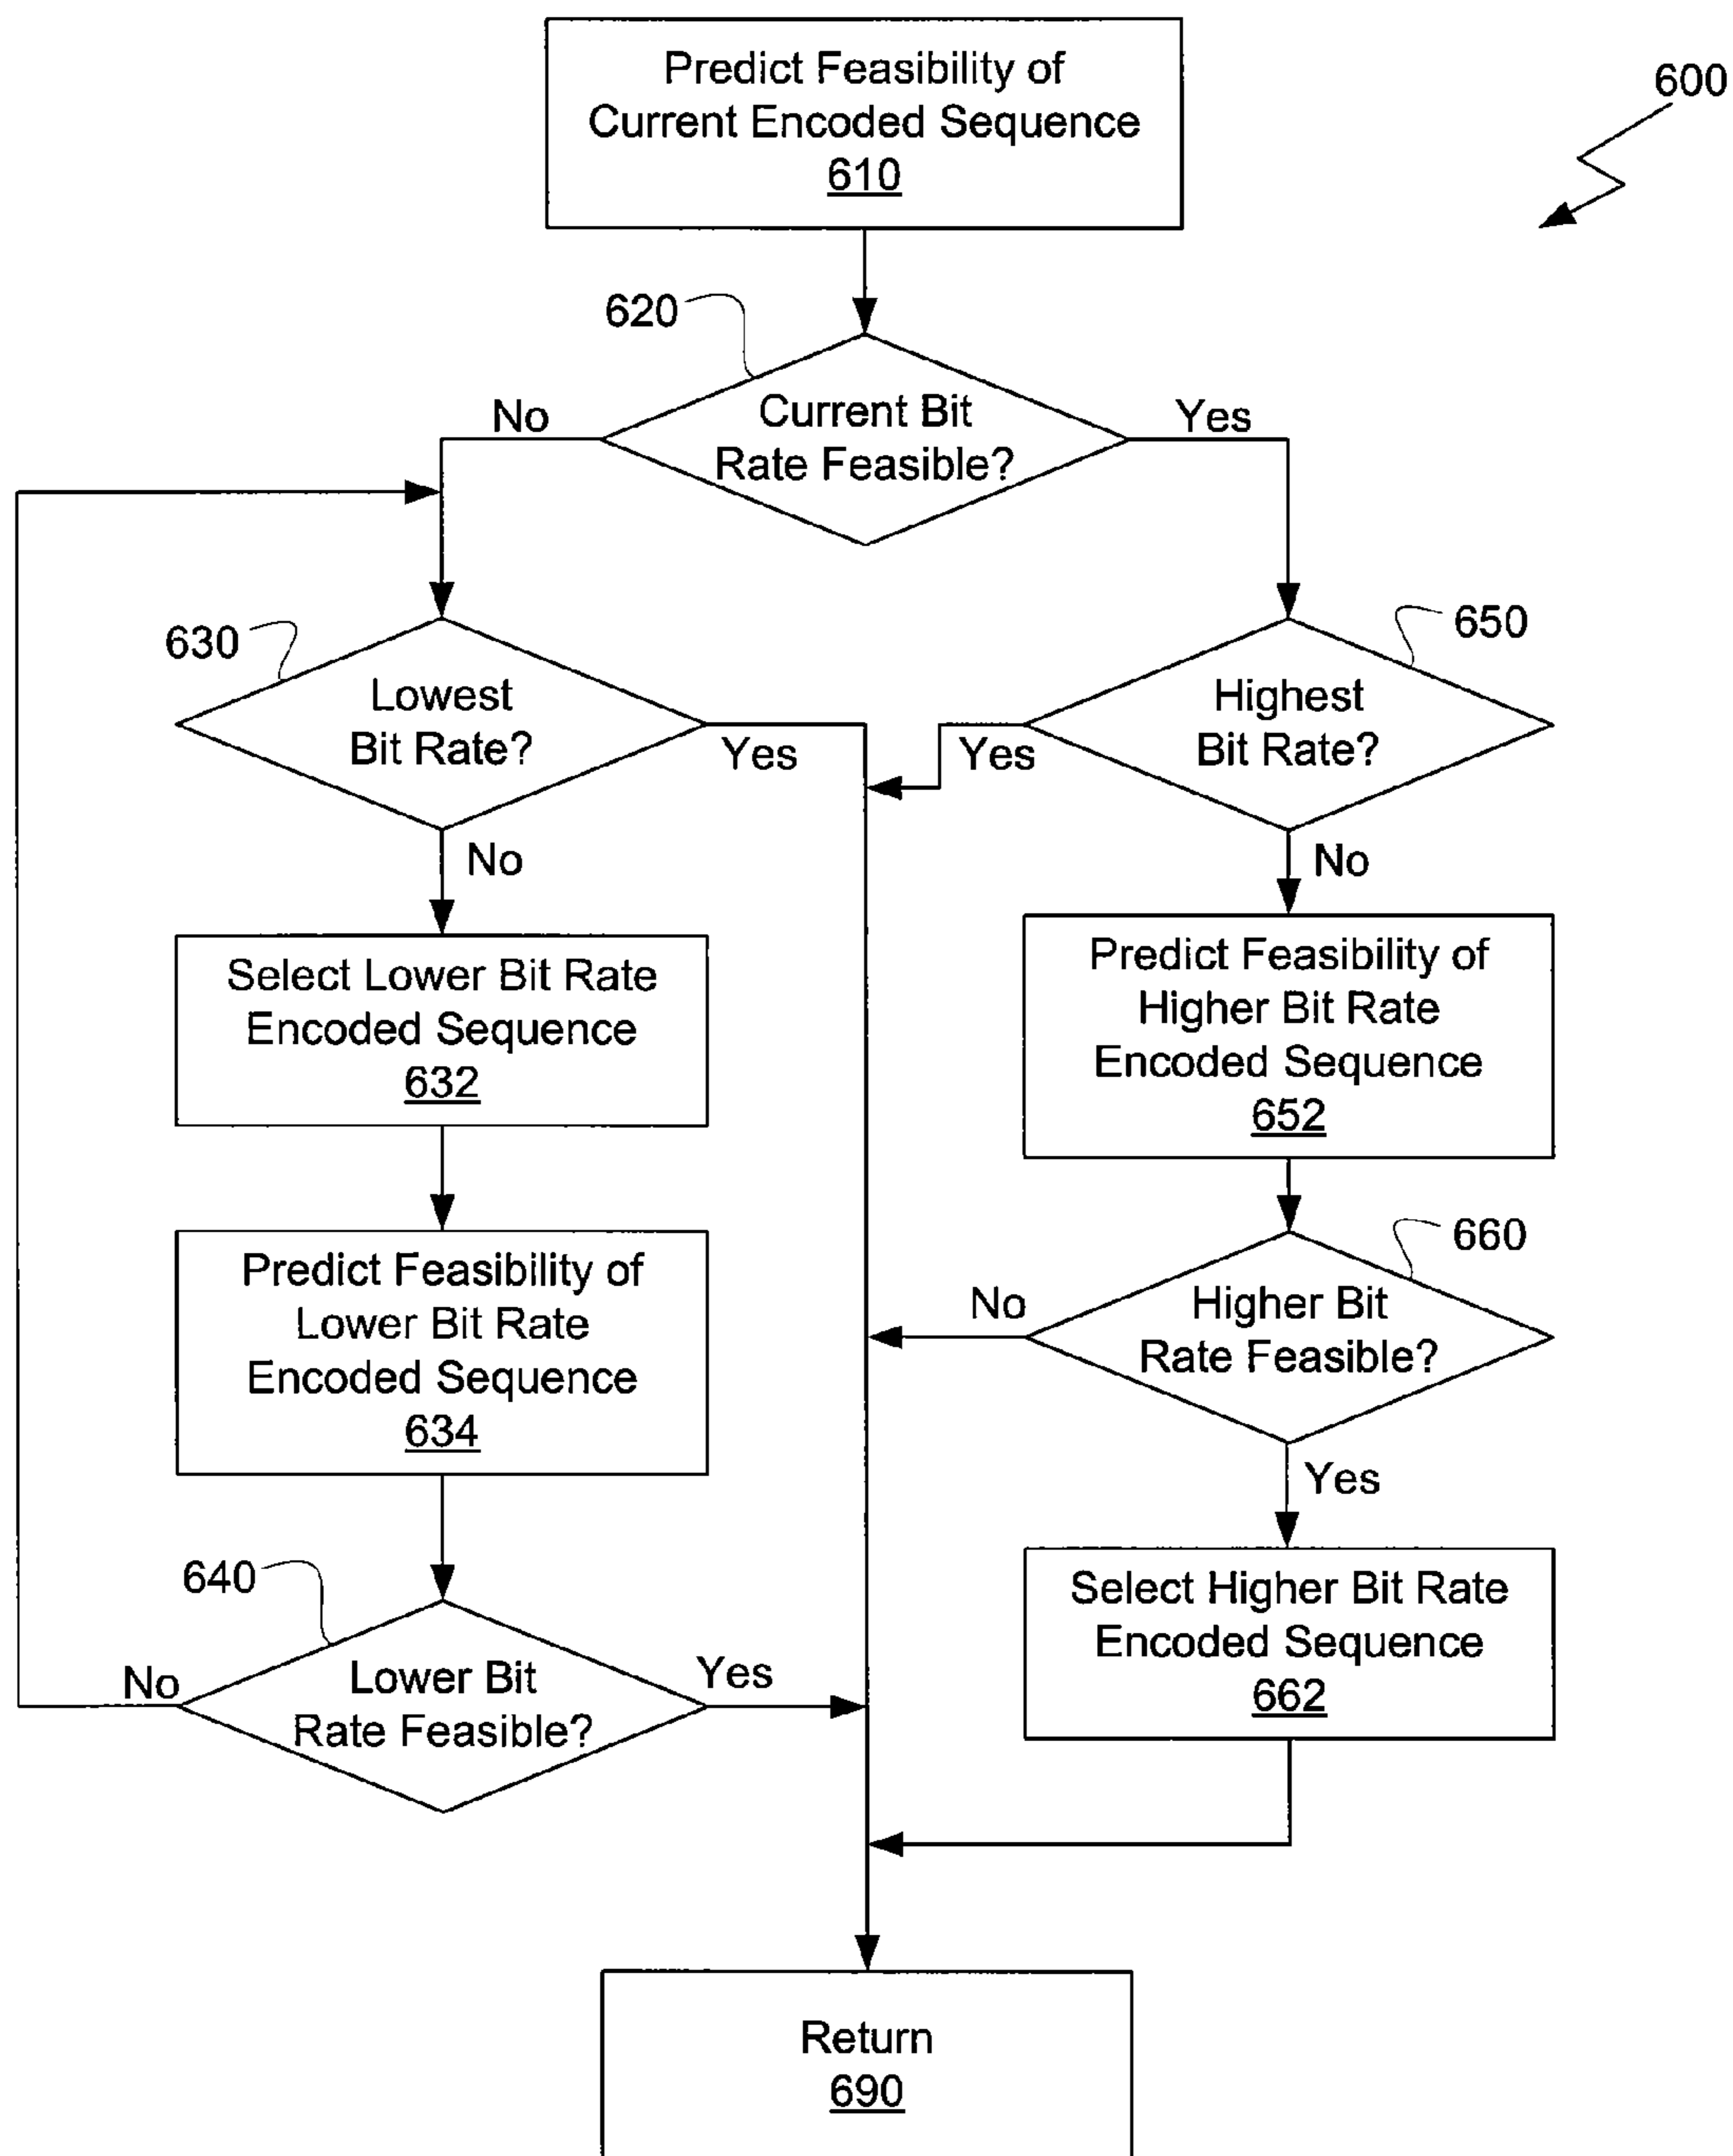 Predict Feasibility of
Current Encoded Sequence
610
600
620
Current Bit
Rate Feasible?
No
Yes
630
Lowest
Bit Rate?
Yes
No
650
Highest
Bit Rate?
Yes
No
Select Lower Bit Rate
Encoded Sequence
632
Predict Feasibility of
Higher Bit Rate
Encoded Sequence
652
Predict Feasibility of
Lower Bit Rate
Encoded Sequence
634
660
Higher Bit
Rate Feasible?
No
Yes
640
Lower Bit
Rate Feasible?
No
Yes
Select Higher Bit Rate
Encoded Sequence
662
Return
690